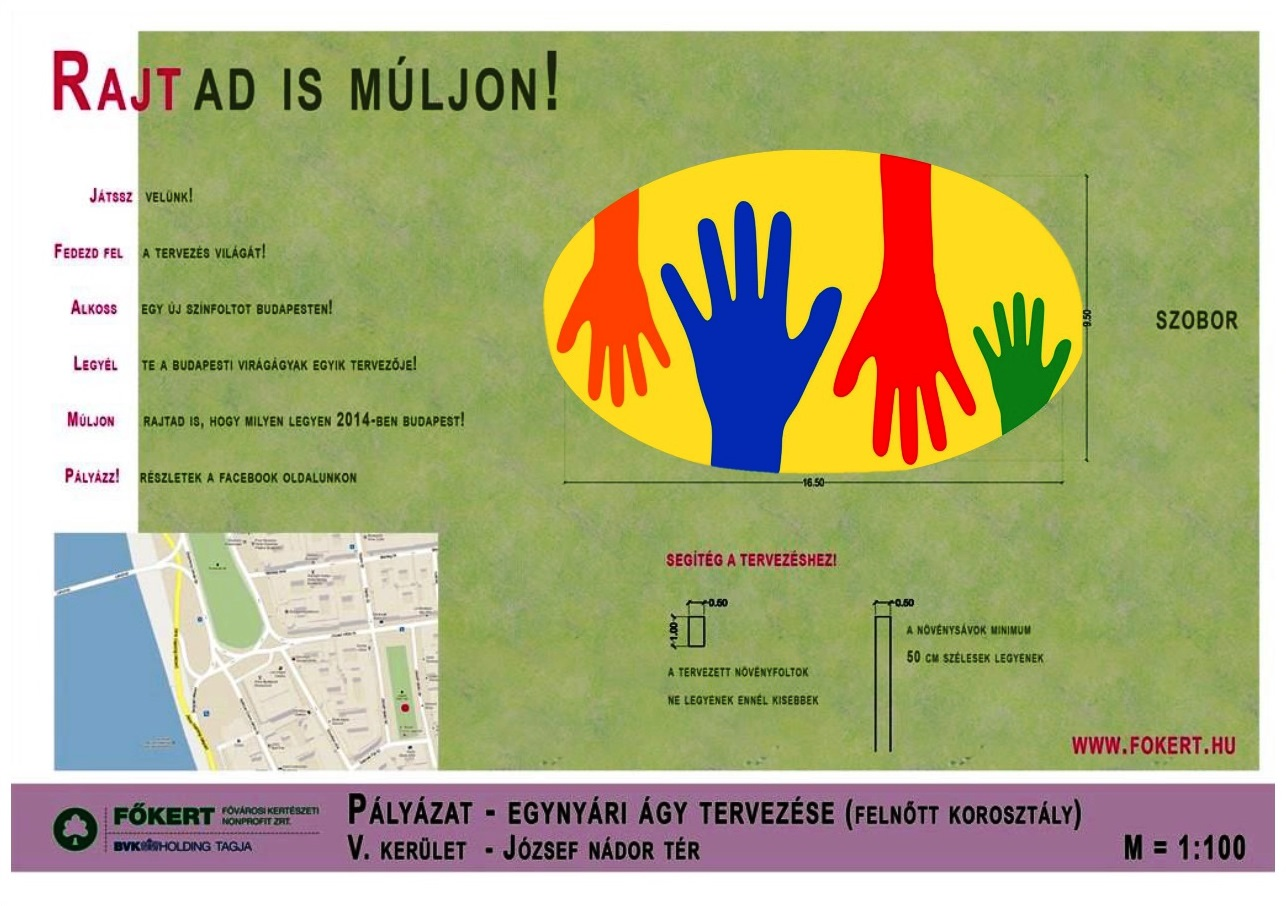 RAJTAD IS MÚLJON!
JÁTSSZ VELÜNK!
FEDEZD FEL A TERVEZÉS VILÁGÁT!
ALKOSS EGY ÚJ SZÍNFOLTOT BUDAPESTEN!
LEGYÉL TE A BUDAPESTI VIRÁGÁGYAK EGYIK TERVEZŐJE!
MÚLJON RAJTAD IS, HOGY MILYEN LEGYEN 2014-BEN BUDAPEST!
PÁLYÁZZ! RÉSZLETEK A FACEBOOK OLDALUNKON
9.50
SZOBOR
16.50
SEGÍTÉG A TERVEZÉSHEZ!
0.60
1.00
A TERVEZETT NÖVÉNYFOLTOK
NE LEGYENEK ENNÉL KISEBBEK
0.50
A NÖVÉNYSÁVOK MINIMUM
50 CM SZÉLESEK LEGYENEK
WWW.FOKERT.HU
FŐKERT FŐVÁROSI KERTÉSZETI
NONPROFIT ZRT.
BVK HOLDING TAGJA
PÁLYÁZAT - EGYNYÁRI ÁGY TERVEZÉSE (FELNŐTT KOROSZTÁLY)
V. KERÜLET - JÓZSEF NÁDOR TÉR
M = 1:100